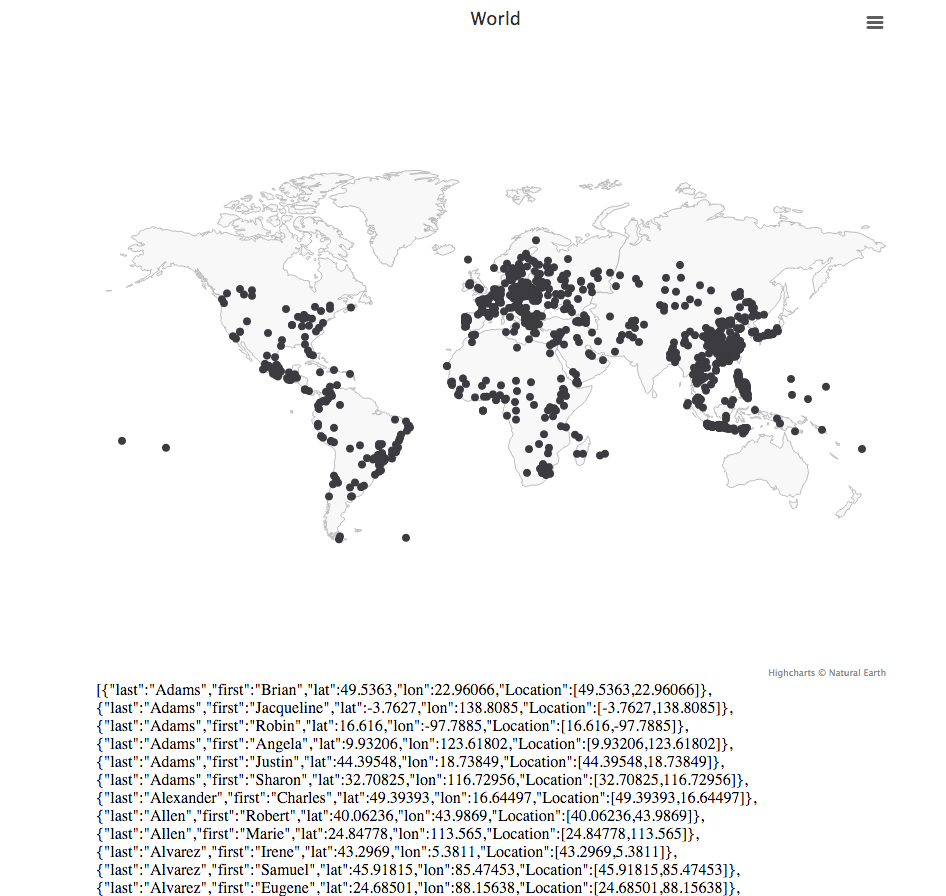 World
Highcharts © Natural Earth
[{"last":"Adams","first":"Brian","lat":49.5363,"lon":22.96066,"Location":[49.5363,22.96066]},
{"last":"Adams","first":"Jacqueline","lat":-3.7627,"lon":138.8085,"Location":[-3.7627,138.8085]},
{"last":"Adams","first":"Robin","lat":16.616,"lon":-97.7885,"Location":[16.616,-97.7885]},
{"last":"Adams","first":"Angela","lat":9.93206,"lon":123.61802,"Location":[9.93206,123.61802]},
{"last":"Adams","first":"Justin","lat":44.39548,"lon":18.73849,"Location":[44.39548,18.73849]},
{"last":"Adams","first":"Sharon","lat":32.70825,"lon":116.72956,"Location":[32.70825,116.72956]},
{"last":"Alexander","first":"Charles","lat":49.39393,"lon":16.64497,"Location":[49.39393,16.64497]},
{"last":"Allen","first":"Robert","lat":40.06236,"lon":43.9869,"Location":[40.06236,43.9869]},
{"last":"Allen","first":"Marie","lat":24.84778,"lon":113.565,"Location":[24.84778,113.565]},
{"last":"Alvarez","first":"Irene","lat":43.2969,"lon":5.3811,"Location":[43.2969,5.3811]},
{"last":"Alvarez","first":"Samuel","lat":45.91815,"lon":85.47453,"Location":[45.91815,85.47453]},
{"last":"Alvarez","first":"Eugene","lat":24.68501,"lon":88.15638,"Location":[24.68501,88.15638]},